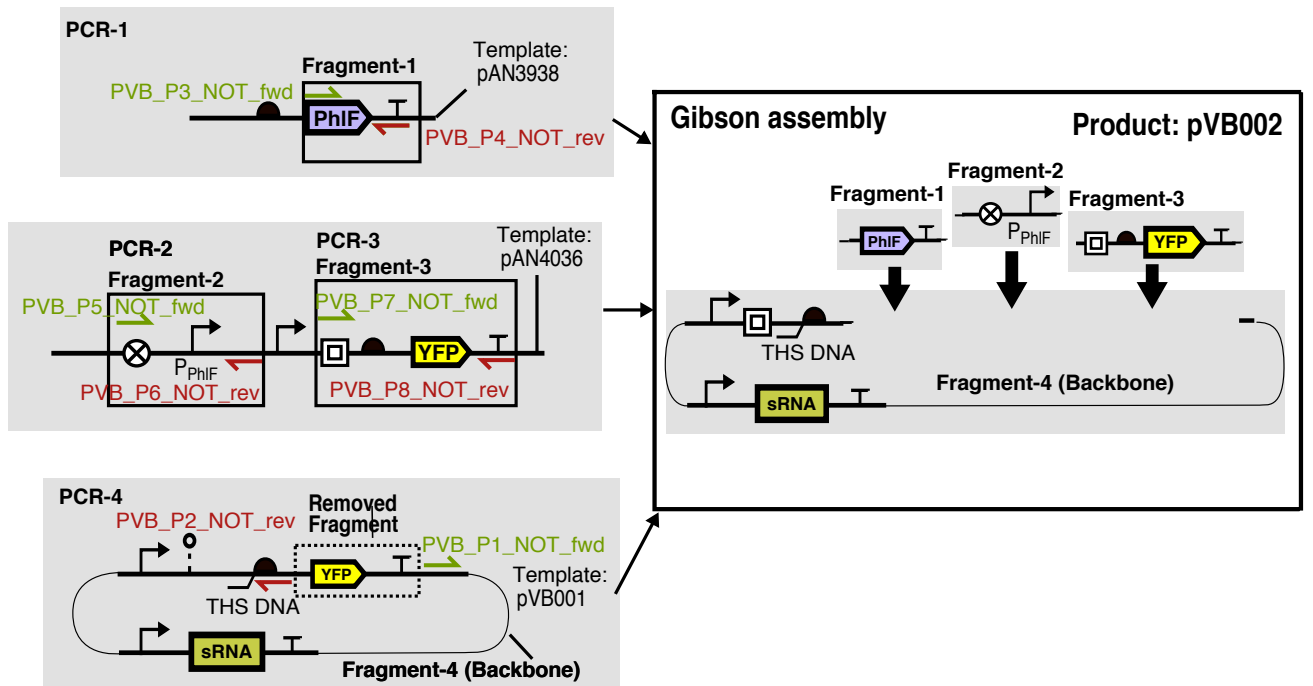 PCR-1
Fragment-1
Template:
pAN3938
PVB_P3_NOT_fwd
PhlF
PVB_P4_NOT_rev
PCR-2
Fragment-2
PCR-3
Fragment-3
Template:
pAN4036
PVB_P5_NOT_fwd
PVB_P7_NOT_fwd
PPhlF
YFP
PVB_P6_NOT_rev
PVB_P8_NOT_rev
PCR-4
Removed
Fragment
PVB_P2_NOT_rev
PVB_P1_NOT_fwd
YFP
Template:
pVB001
THS DNA
sRNA
Fragment-4 (Backbone)
Gibson assembly
Product: pVB002
Fragment-1
Fragment-2
Fragment-3
PhlF
PPhlF
YFP
THS DNA
Fragment-4 (Backbone)
sRNA